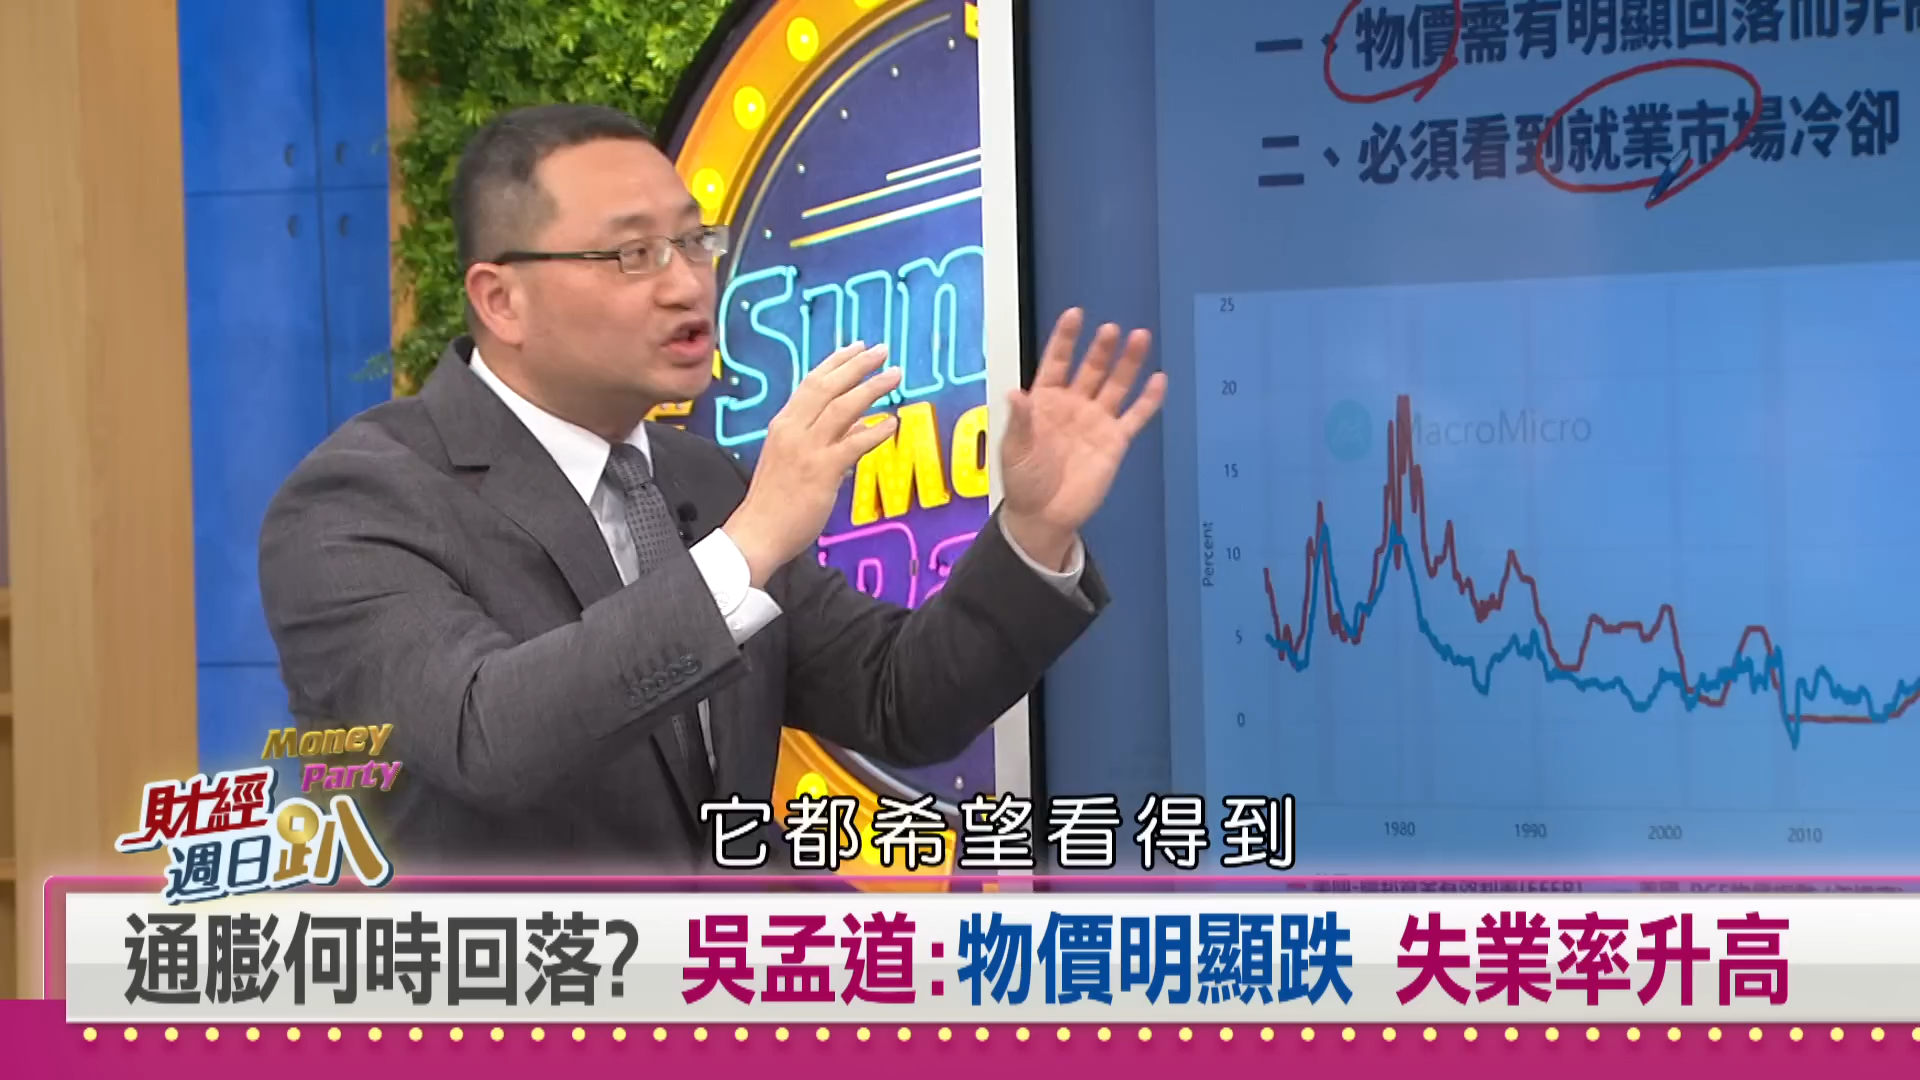 一、物價需有明顯回落而非
二、必須看到就業市場冷卻
Sun
Mo
Pa
25
20
15
10
5
0
Percent
MacroMicro
1980
1990
2000
2010
Money
Party
財經
週日趴
它都希望看得到
通膨何時回落? 吳孟道:物價明顯跌 失業率升高